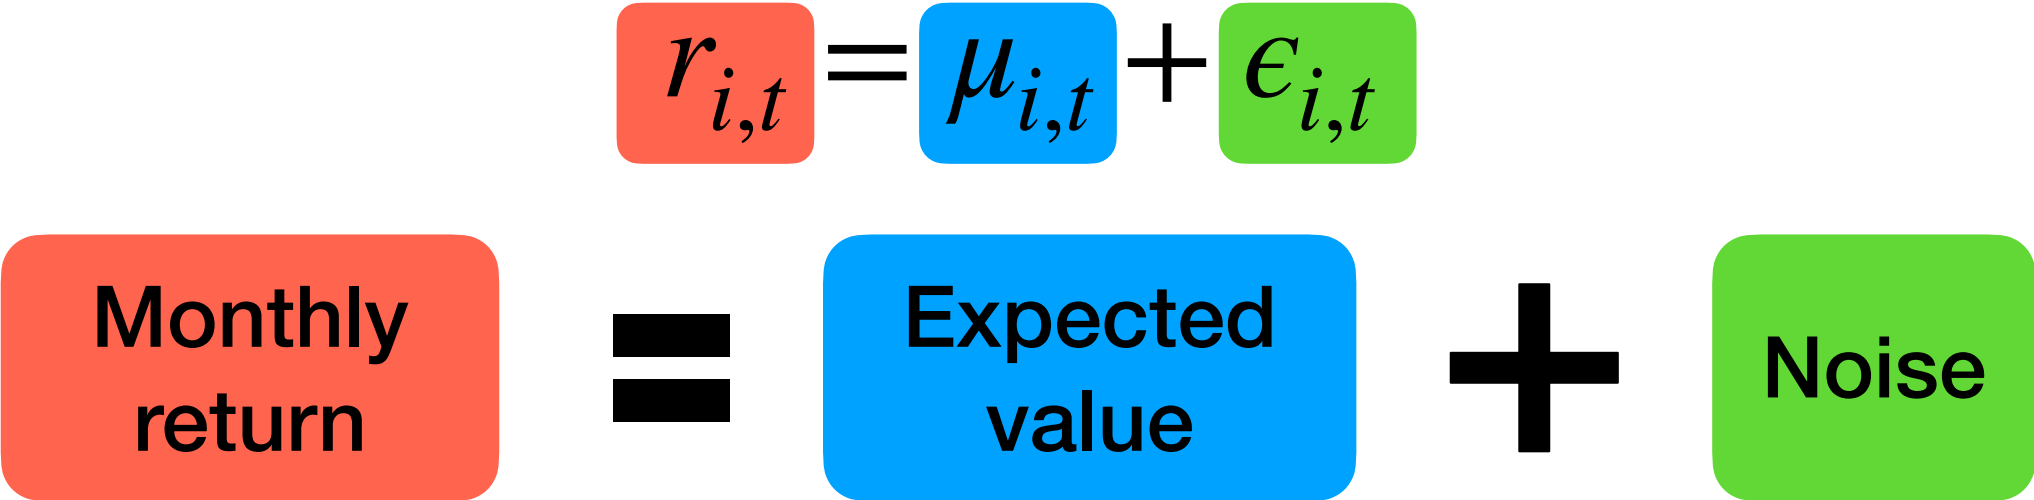 r_{i,t} = μ_{i,t} + ϵ_{i,t}
Monthly return = Expected value + Noise